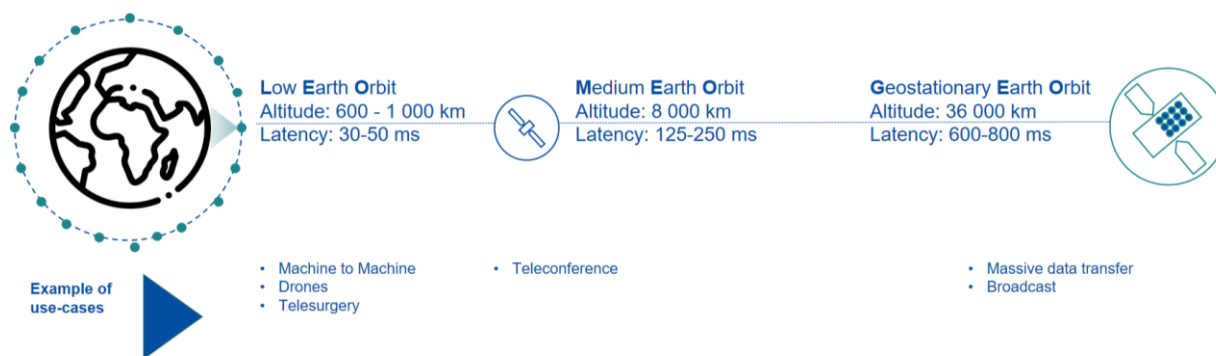 Low Earth Orbit
Altitude: 600 - 1 000 km
Latency: 30-50 ms
Medium Earth Orbit
Altitude: 8 000 km
Latency: 125-250 ms
Geostationary Earth Orbit
Altitude: 36 000 km
Latency: 600-800 ms
Example of
use-cases
• Machine to Machine
• Drones
• Telesurgery
• Teleconference
• Massive data transfer
• Broadcast